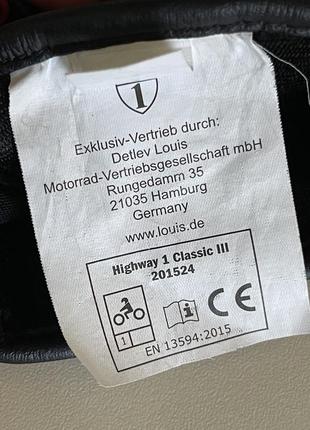 1
Exklusiv-Vertrieb durch:
Detlev Louis
Motorrad-Vertriebsgesellschaft mbH
Rungedamm 35
21035 Hamburg
Germany
www.louis.de
Highway 1 Classic III
201524
1
i
CE
EN 13594:2015